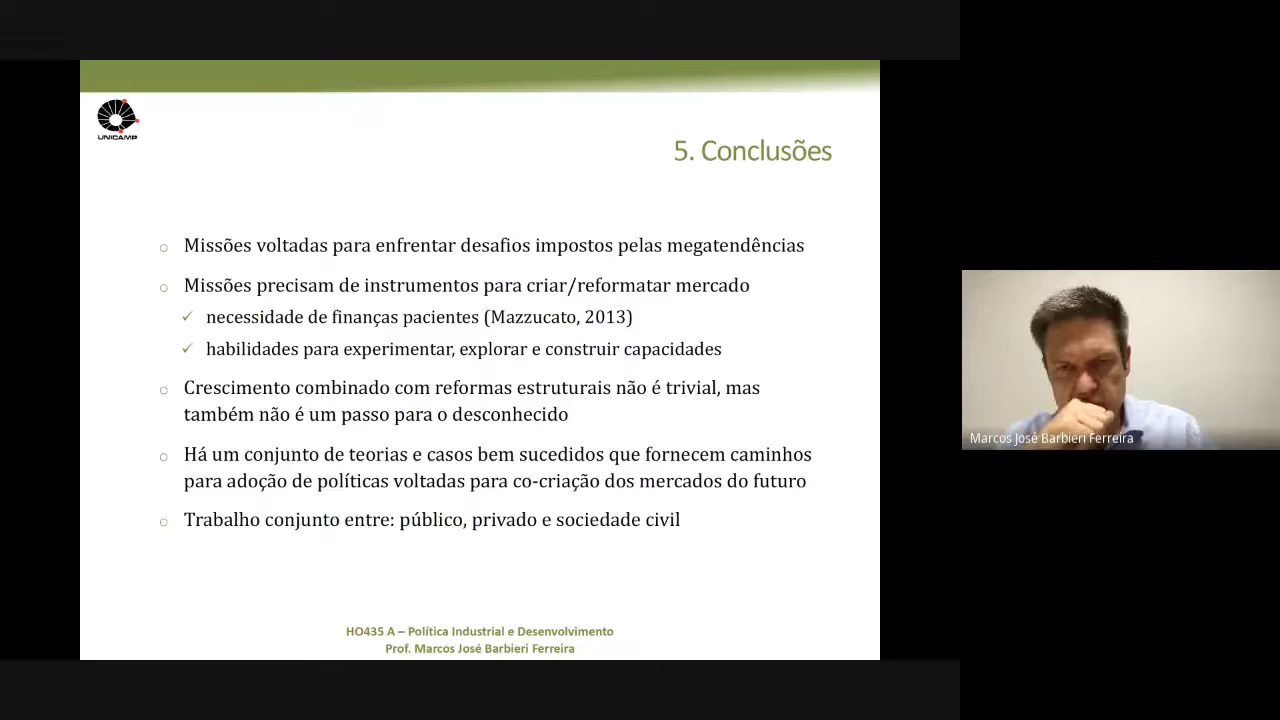 UNICAMP
5. Conclusões
Missões voltadas para enfrentar desafios impostos pelas megatendências
Missões precisam de instrumentos para criar/reformatar mercado
necessidade de finanças pacientes (Mazzucato, 2013)
habilidades para experimentar, explorar e construir capacidades
Crescimento combinado com reformas estruturais não é trivial, mas
também não é um passo para o desconhecido
Há um conjunto de teorias e casos bem sucedidos que fornecem caminhos
para adoção de políticas voltadas para co-criação dos mercados do futuro
Trabalho conjunto entre: público, privado e sociedade civil
HO435 A – Política Industrial e Desenvolvimento
Prof. Marcos José Barbieri Ferreira
Marcos José Barbieri Ferreira